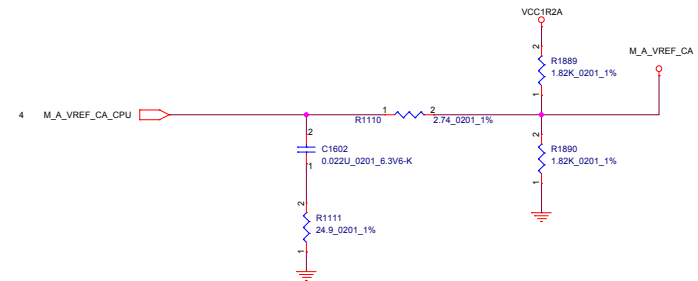 VCC1R2A
M_A_VREF_CA
2
R1889
1.82K_0201_1%
1
4 M_A_VREF_CA_CPU
1 2
R1110 2.74_0201_1%
2
C1602
0.022U_0201_6.3V6-K
1
2
R1890
1.82K_0201_1%
1
2
R1111
24.9_0201_1%
1